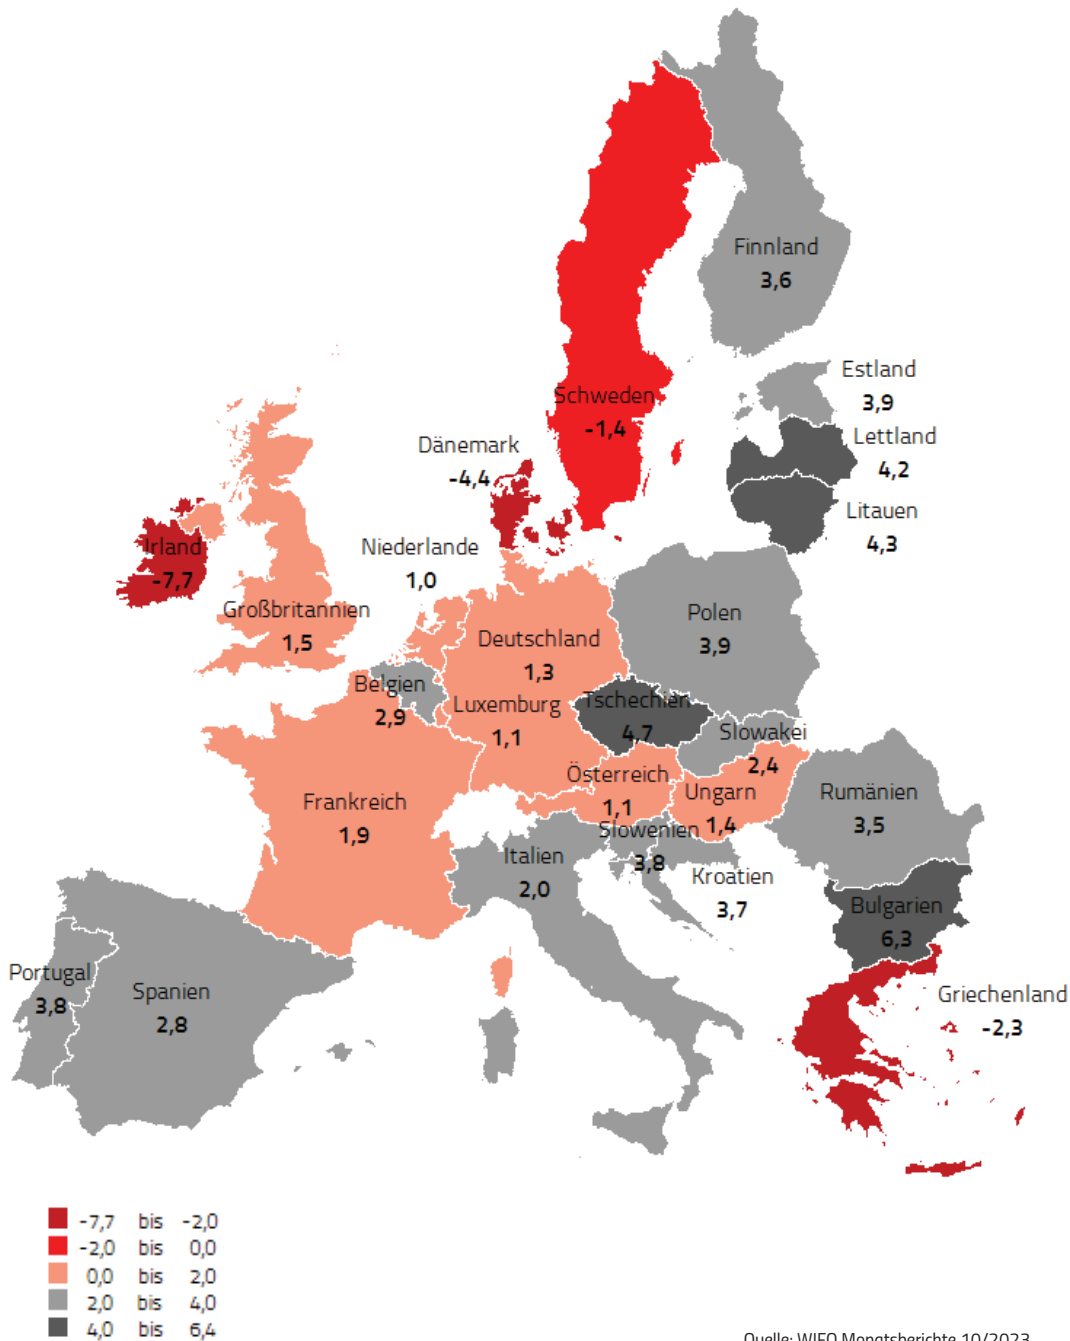 Finnland
3,6
Estland
3,9
Schweden
-1,4
Lettland
4,2
Dänemark
-4,4
Litauen
4,3
Irland
-7,7
Niederlande
1,0
Großbritannien
1,5
Polen
3,9
Deutschland
1,3
Belgien
2,9
Luxemburg
1,1
Tschechien
4,7
Slowakei
2,4
Österreich
1,1
Ungarn
1,4
Rumänien
3,5
Frankreich
1,9
Slowenien
3,8
Italien
2,0
Kroatien
3,7
Bulgarien
6,3
Portugal
3,8
Spanien
2,8
Griechenland
-2,3
-7,7 bis -2,0
-2,0 bis 0,0
0,0 bis 2,0
2,0 bis 4,0
4,0 bis 6,4
Quelle: WIFO Monatsberichte 10/2023